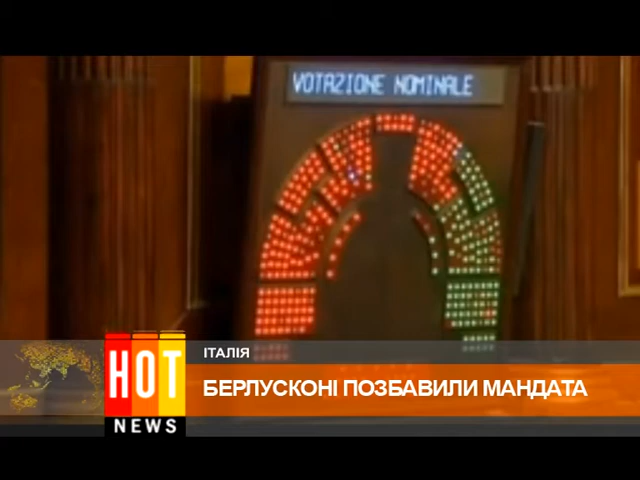 VOTAZIONE NOMINALE
ІТАЛІЯ
HOT
NEWS
БЕРЛУСКОНІ ПОЗБАВИЛИ МАНДАТА